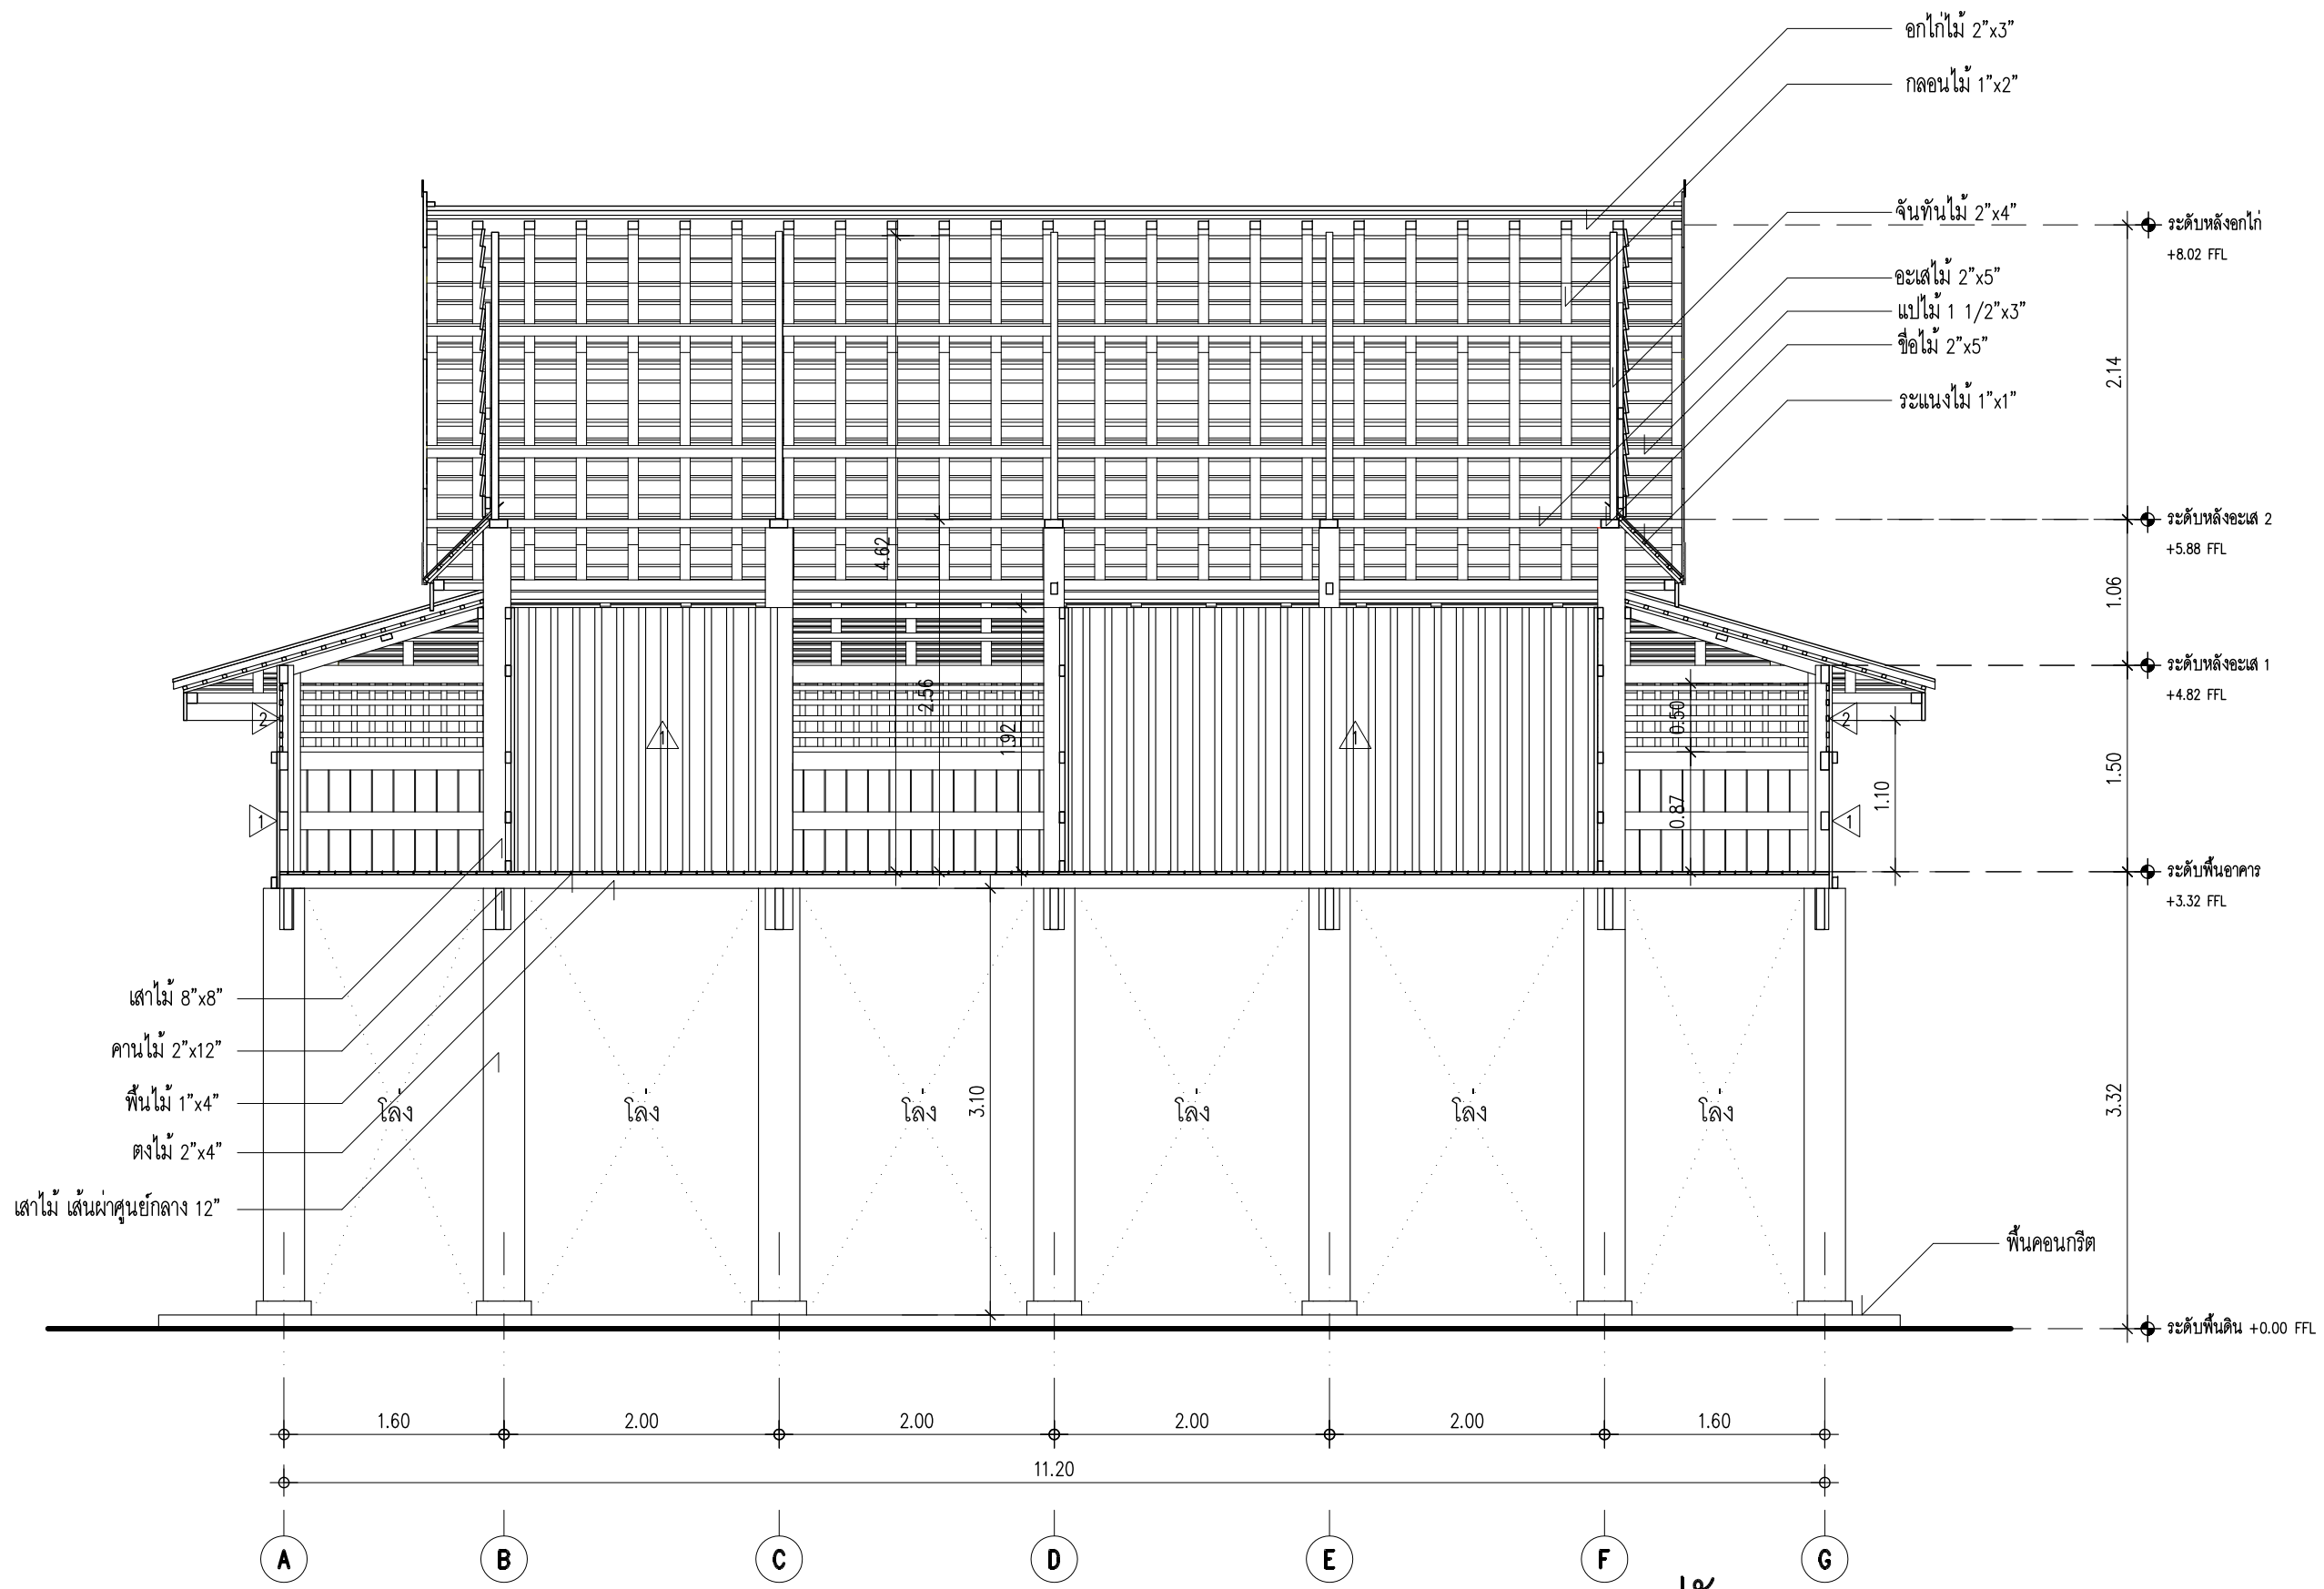 อกไก่ไม้ 2"x3"
กลอนไม้ 1"x2"
จันทันไม้ 2"x4"
อะเสไม้ 2"x5"
แปไม้ 1 1/2"x3"
ขื่อไม้ 2"x5"
ระแนงไม้ 1"x1"
ระดับหลังอกไก่
+8.02 FFL
2.14
ระดับหลังอะเส 2
+5.88 FFL
1.06
ระดับหลังอะเส 1
+4.82 FFL
1.50
ระดับพื้นอาคาร
+3.32 FFL
3.32
ระดับพื้นดิน +0.00 FFL
4.62
2.56
1.92
0.50
0.87
1.10
2
1
1
1
2
1
3.10
เสาไม้ 8"x8"
คานไม้ 2"x12"
พื้นไม้ 1"x4"
ตงไม้ 2"x4"
เสาไม้ เส้นผ่าศูนย์กลาง 12"
โล่ง โล่ง โล่ง โล่ง โล่ง โล่ง
พื้นคอนกรีต
1.60 2.00 2.00 2.00 2.00 1.60
11.20
A B C D E F G